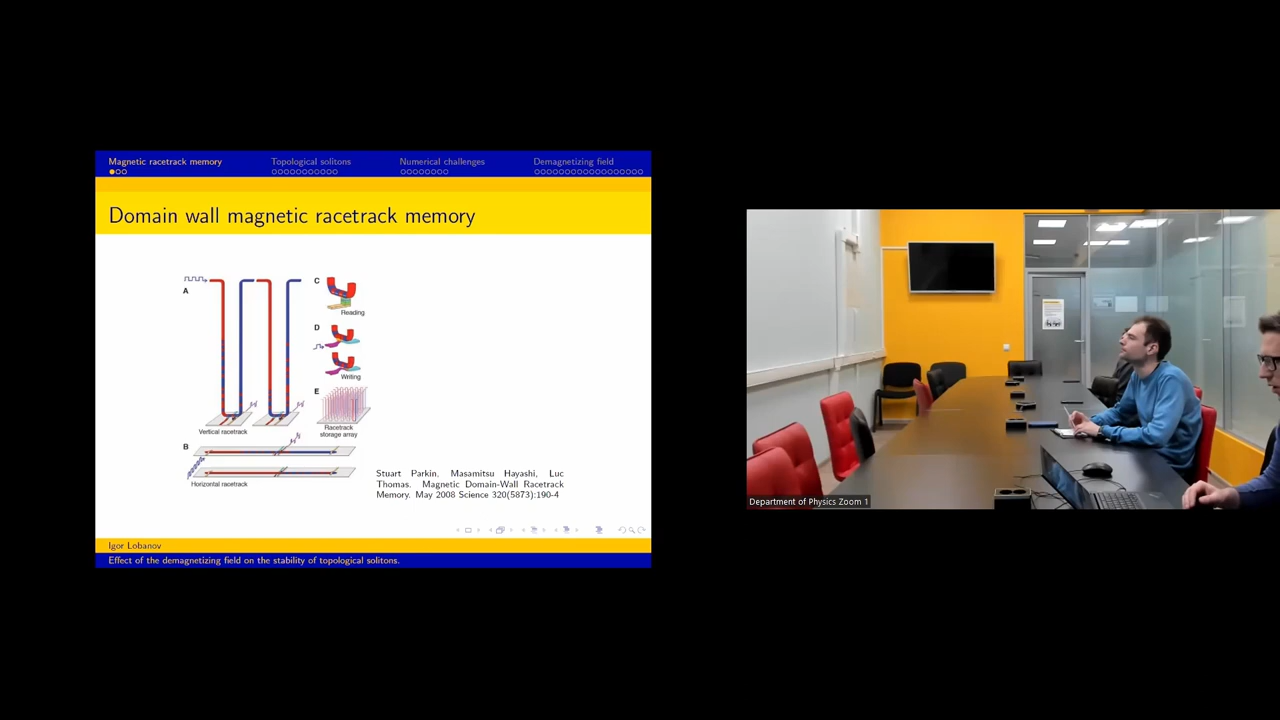 Magnetic racetrack memory
Topological solitons
Numerical challenges
Demagnetizing field
Domain wall magnetic racetrack memory
A
C
Reading
D
Writing
E
Vertical racetrack
Racetrack
storage array
B
Horizontal racetrack
Stuart Parkin, Masamitsu Hayashi, Luc
Thomas. Magnetic Domain-Wall Racetrack
Memory. May 2008 Science 320(5873):190-4
Igor Lobanov
Effect of the demagnetizing field on the stability of topological solitons.
Department of Physics Zoom 1